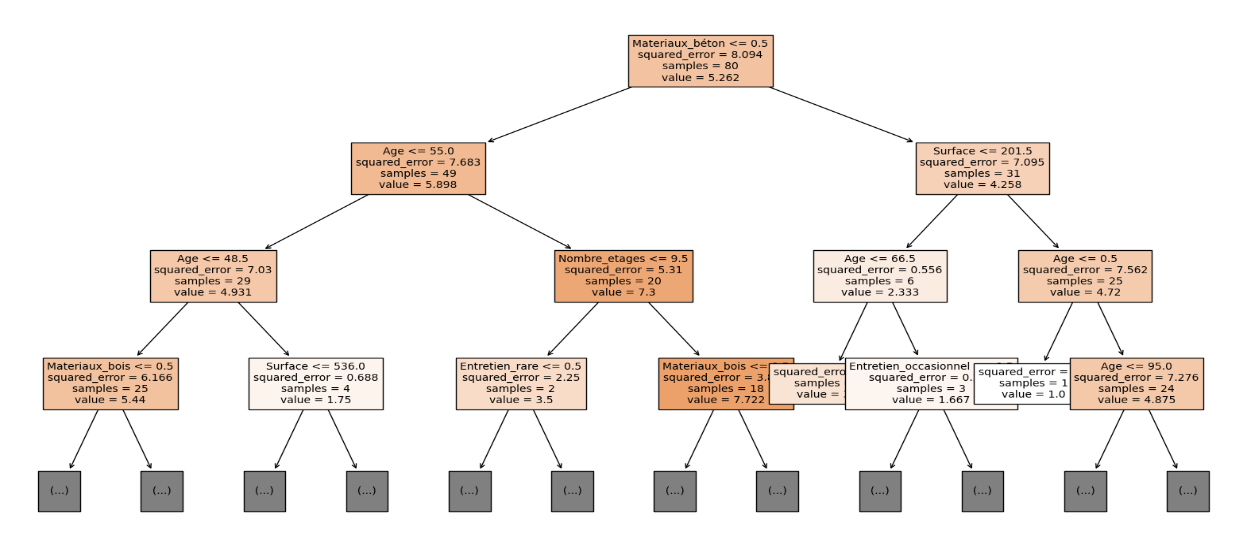 Materiaux_béton <= 0.5
squared_error = 8.094
samples = 80
value = 5.262
Age <= 55.0
squared_error = 7.683
samples = 49
value = 5.898
Surface <= 201.5
squared_error = 7.095
samples = 31
value = 4.258
Age <= 48.5
squared_error = 7.03
samples = 29
value = 4.931
Nombre_etages <= 9.5
squared_error = 5.31
samples = 20
value = 7.3
Age <= 66.5
squared_error = 0.556
samples = 6
value = 2.333
Age <= 0.5
squared_error = 7.562
samples = 25
value = 4.72
Materiaux_bois <= 0.5
squared_error = 6.166
samples = 25
value = 5.44
Surface <= 536.0
squared_error = 0.688
samples = 4
value = 1.75
Entretien_rare <= 0.5
squared_error = 2.25
samples = 2
value = 3.5
Materiaux_bois <=
squared_error =
samples = 18
value = 7.722
samples
value =
Entretien_occasionnel
squared_error =
samples = 3
value = 1.667
squared_error =
samples = 1
value = 1.0
Age <= 95.0
squared_error = 7.276
samples = 24
value = 4.875
(...)
(...)
(...)
(...)
(...)
(...)
(...)
(...)
(...)
(...)
(...)
(...)